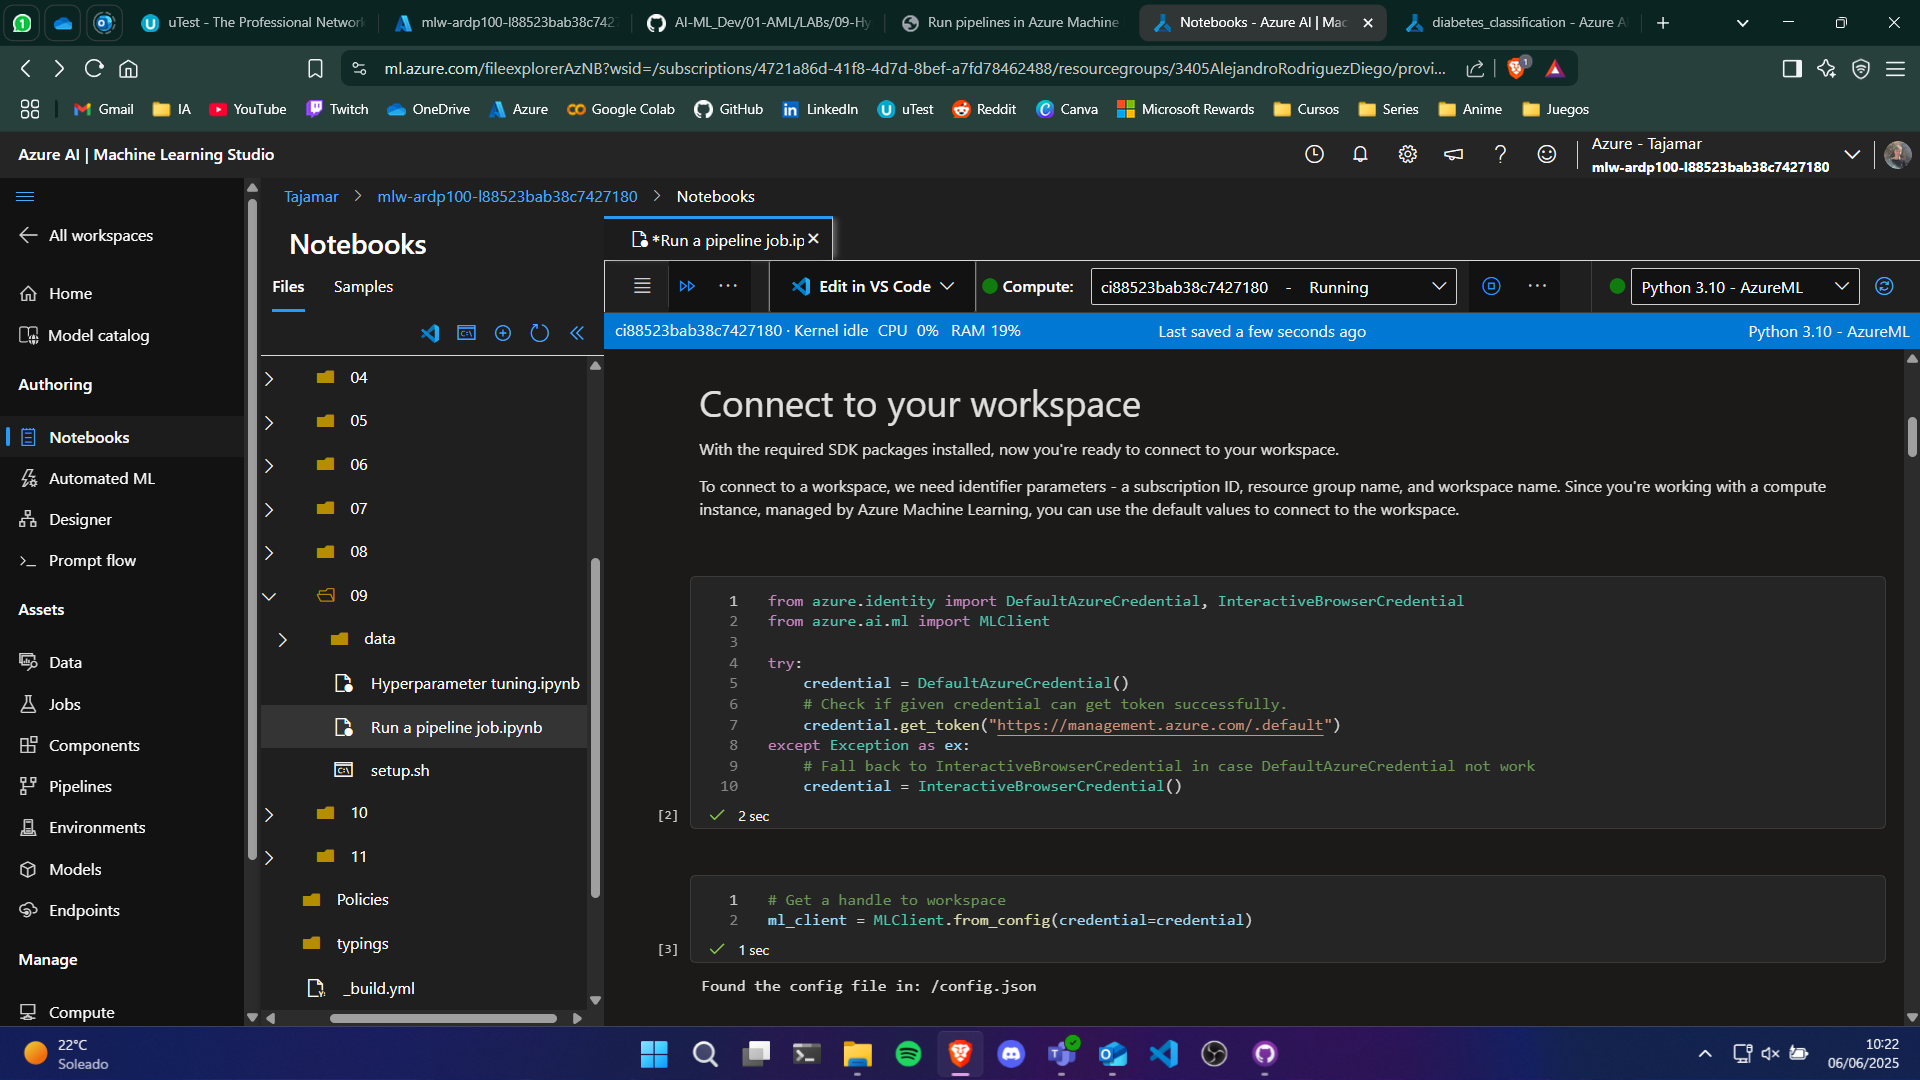 uTest - The Professional Network
mlw-ardp100-l88523bab38c7427
AI-ML_Dev/01-AML/LABs/09-Hy
Run pipelines in Azure Machine
Notebooks - Azure AI | Mac
diabetes_classification - Azure A
ml.azure.com/fileexplorerAzNB?wsid=/subscriptions/4721a86d-41f8-4d7d-8bef-a7fd78462488/resourcegroups/3405AlejandroRodriguezDiego/provi...
1
Gmail
IA
YouTube
Twitch
OneDrive
Azure
Google Colab
GitHub
LinkedIn
uTest
Reddit
Canva
Microsoft Rewards
Cursos
Series
Anime
Juegos
Azure AI | Machine Learning Studio
Azure - Tajamar
mlw-ardp100-l88523bab38c7427180
All workspaces
Home
Model catalog
Authoring
Notebooks
Automated ML
Designer
Prompt flow
Assets
Data
Jobs
Components
Pipelines
Environments
Models
Endpoints
Manage
Compute
Tajamar > mlw-ardp100-l88523bab38c7427180 > Notebooks
Notebooks
Files
Samples
04
05
06
07
08
09
data
Hyperparameter tuning.ipynb
Run a pipeline job.ipynb
setup.sh
10
11
Policies
typings
_build.yml
*Run a pipeline job.ip
Edit in VS Code
Compute:
ci88523bab38c7427180 - Running
Python 3.10 - AzureML
ci88523bab38c7427180 · Kernel idle CPU 0% RAM 19%
Last saved a few seconds ago
Python 3.10 - AzureML
Connect to your workspace
With the required SDK packages installed, now you're ready to connect to your workspace.
To connect to a workspace, we need identifier parameters - a subscription ID, resource group name, and workspace name. Since you're working with a compute
instance, managed by Azure Machine Learning, you can use the default values to connect to the workspace.
1 from azure.identity import DefaultAzureCredential, InteractiveBrowserCredential
2 from azure.ai.ml import MLClient
3
4 try:
5 credential = DefaultAzureCredential()
6 # Check if given credential can get token successfully.
7 credential.get_token("https://management.azure.com/.default")
8 except Exception as ex:
9 # Fall back to InteractiveBrowserCredential in case DefaultAzureCredential not work
10 credential = InteractiveBrowserCredential()
[2] 2 sec
1 # Get a handle to workspace
2 ml_client = MLClient.from_config(credential=credential)
[3] 1 sec
Found the config file in: /config.json
22°C
Soleado
10:22
06/06/2025